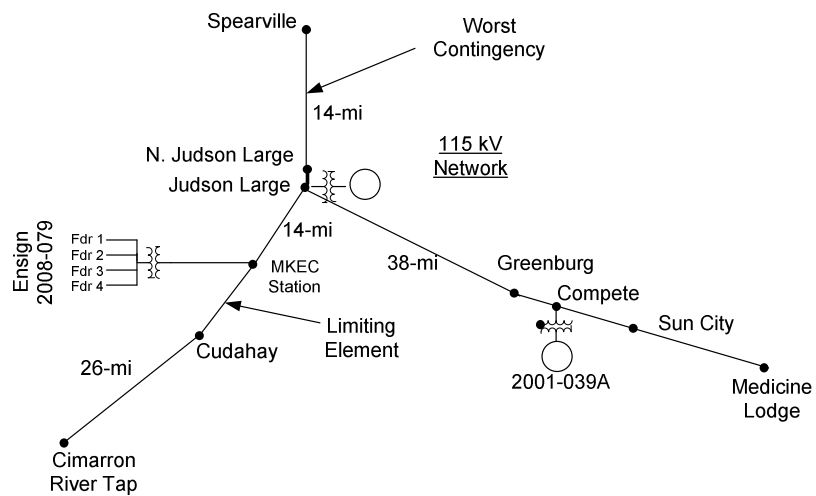 Spearville
Worst
Contingency
14-mi
N. Judson Large
Judson Large
115 kV
Network
14-mi
Ensign
2008-079
Fdr 1
Fdr 2
Fdr 3
Fdr 4
MKEC
Station
38-mi
Greenburg
Compete
Sun City
Limiting
Element
Cudahay
26-mi
2001-039A
Medicine
Lodge
Cimarron
River Tap